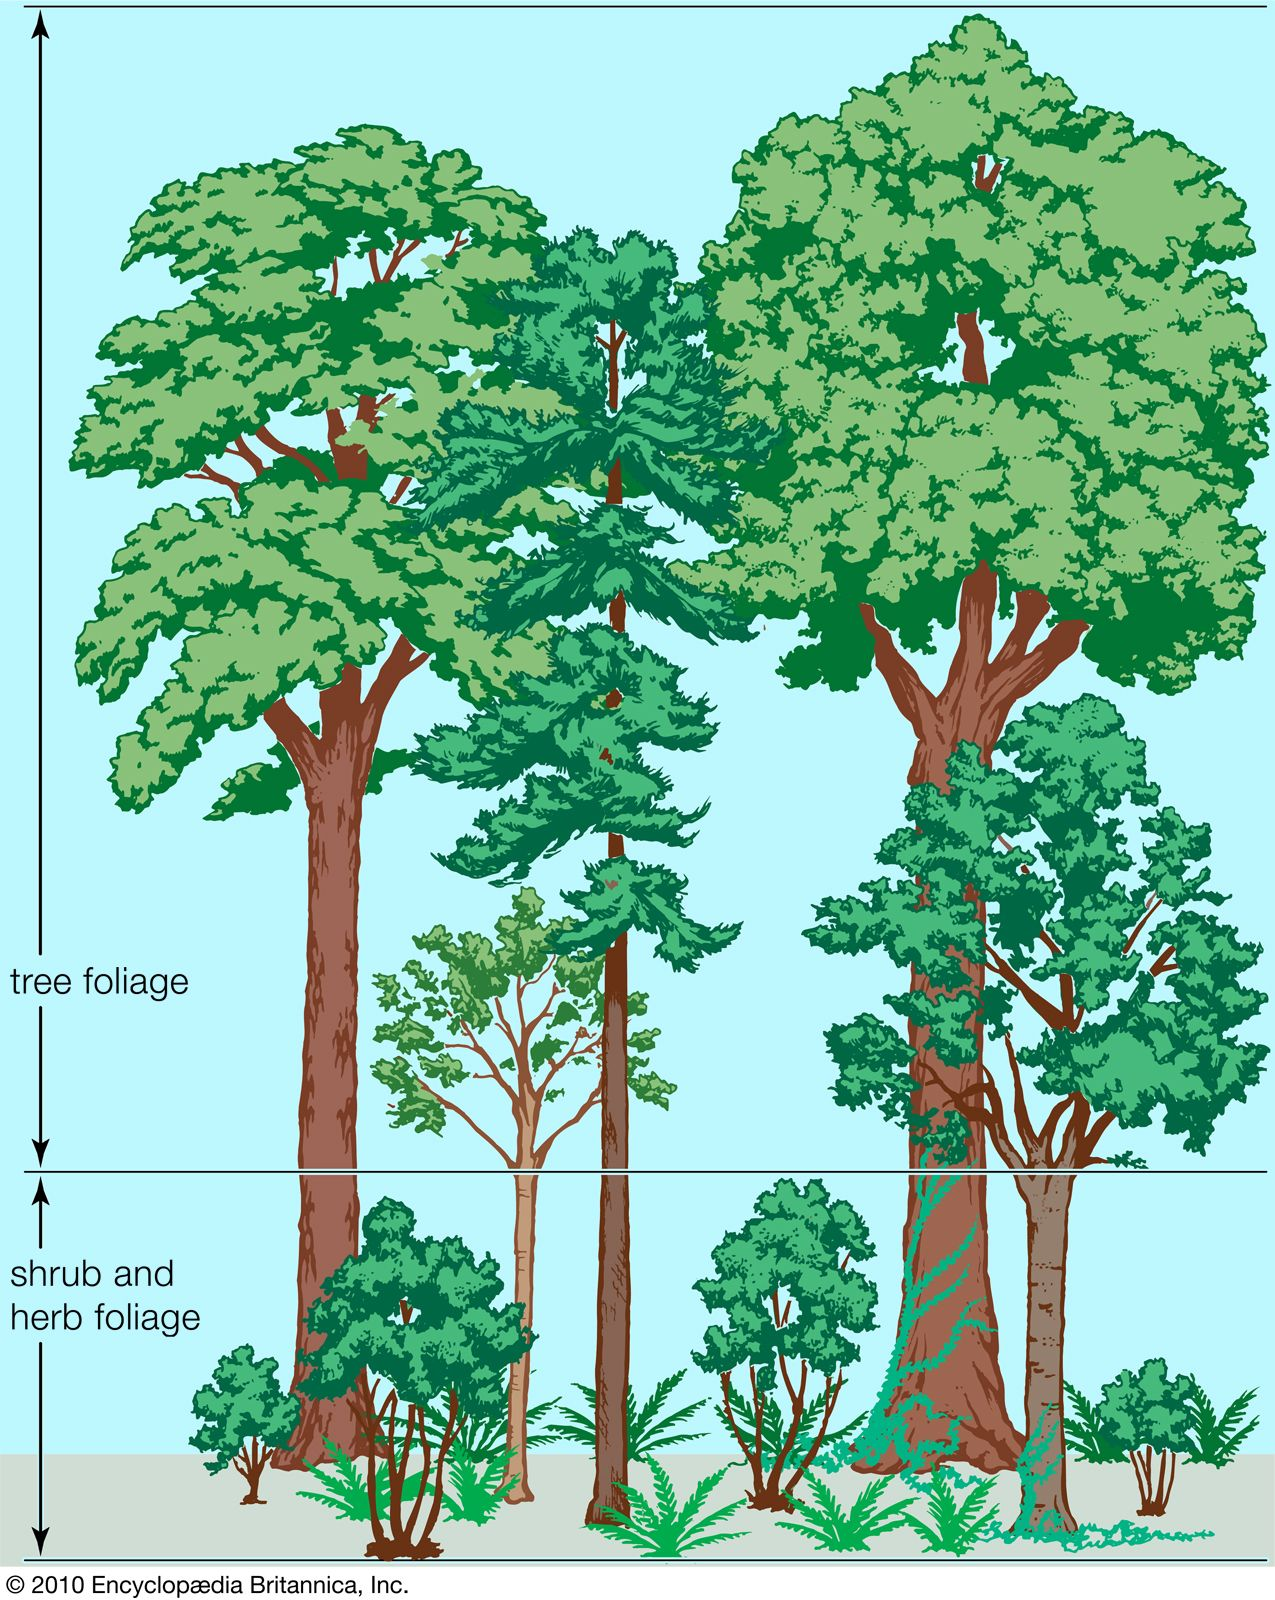 tree foliage
shrub and
herb foliage
© 2010 Encyclopædia Britannica, Inc.